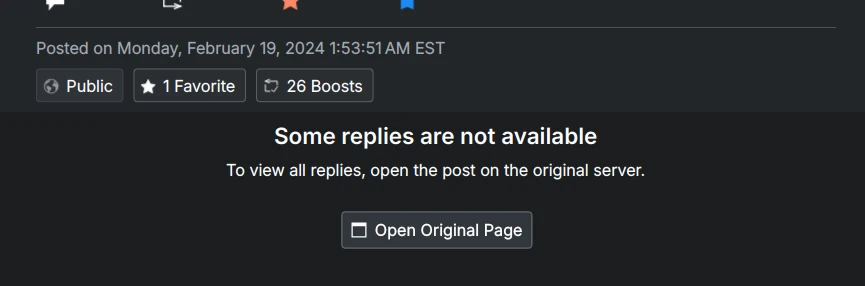 Posted on Monday, February 19, 2024 1:53:51 AM EST
Public 1 Favorite 26 Boosts
Some replies are not available
To view all replies, open the post on the original server.
Open Original Page